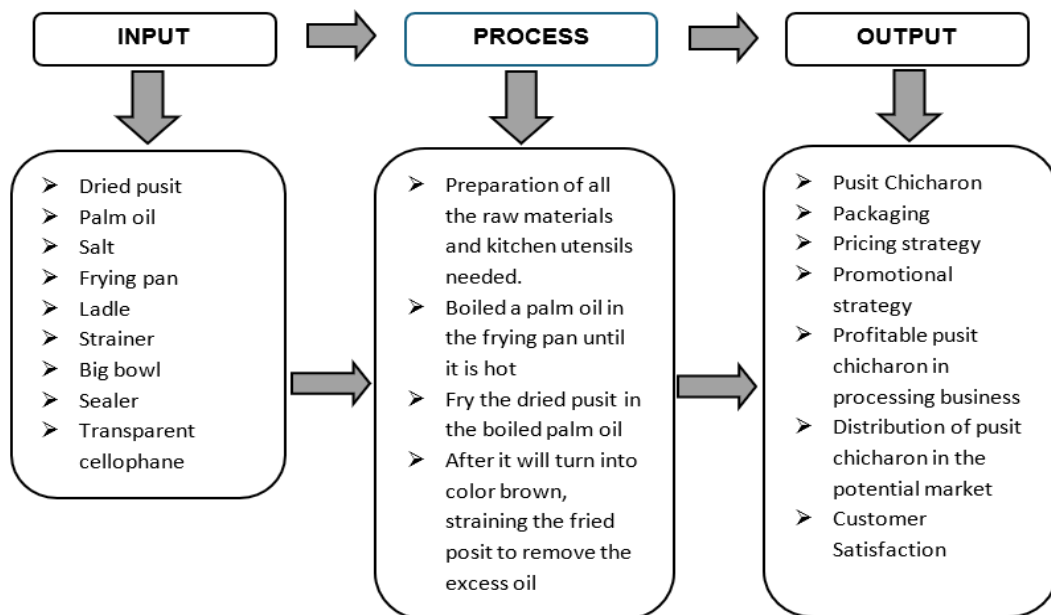 INPUT
PROCESS
OUTPUT
➢ Dried pusit
➢ Palm oil
➢ Salt
➢ Frying pan
➢ Ladle
➢ Strainer
➢ Big bowl
➢ Sealer
➢ Transparent
cellophane
➢ Preparation of all
the raw materials
and kitchen utensils
needed.
➢ Boiled a palm oil in
the frying pan until
it is hot
➢ Fry the dried pusit in
the boiled palm oil
➢ After it will turn into
color brown,
straining the fried
posit to remove the
excess oil
➢ Pusit Chicharon
➢ Packaging
➢ Pricing strategy
➢ Promotional
strategy
➢ Profitable pusit
chicharon in
processing business
➢ Distribution of pusit
chicharon in the
potential market
➢ Customer
Satisfaction